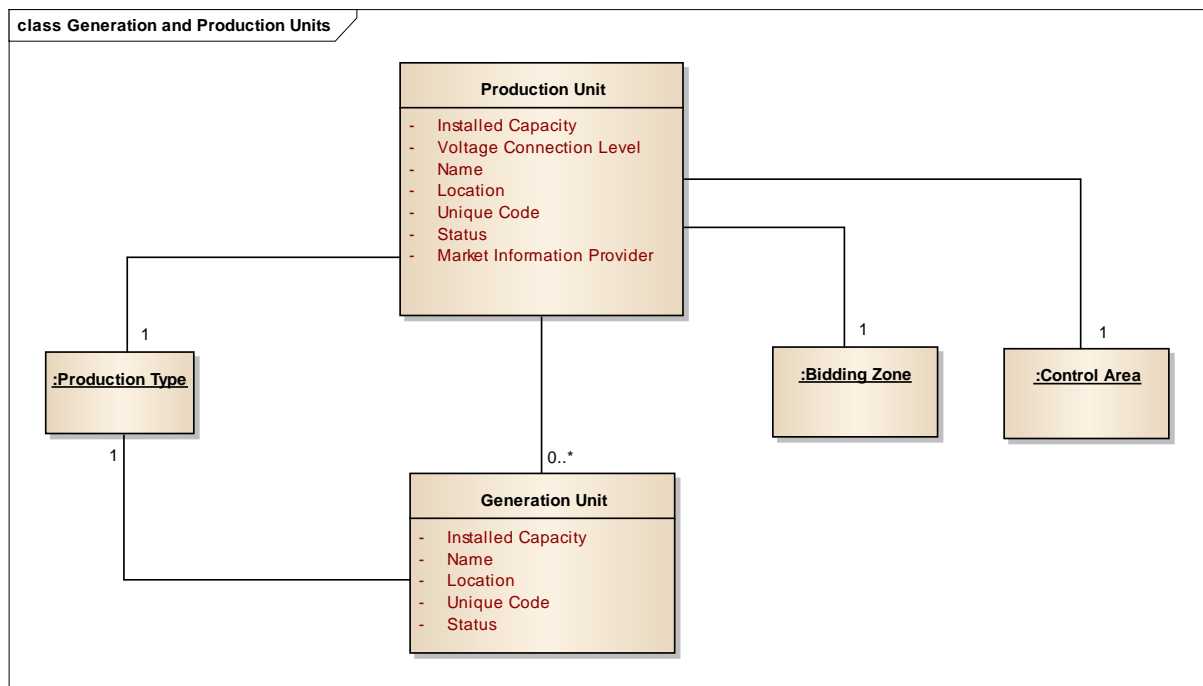 class Generation and Production Units
Production Unit
- Installed Capacity
- Voltage Connection Level
- Name
- Location
- Unique Code
- Status
- Market Information Provider
1
1
1
:Production Type
:Bidding Zone
:Control Area
1
0..*
Generation Unit
- Installed Capacity
- Name
- Location
- Unique Code
- Status